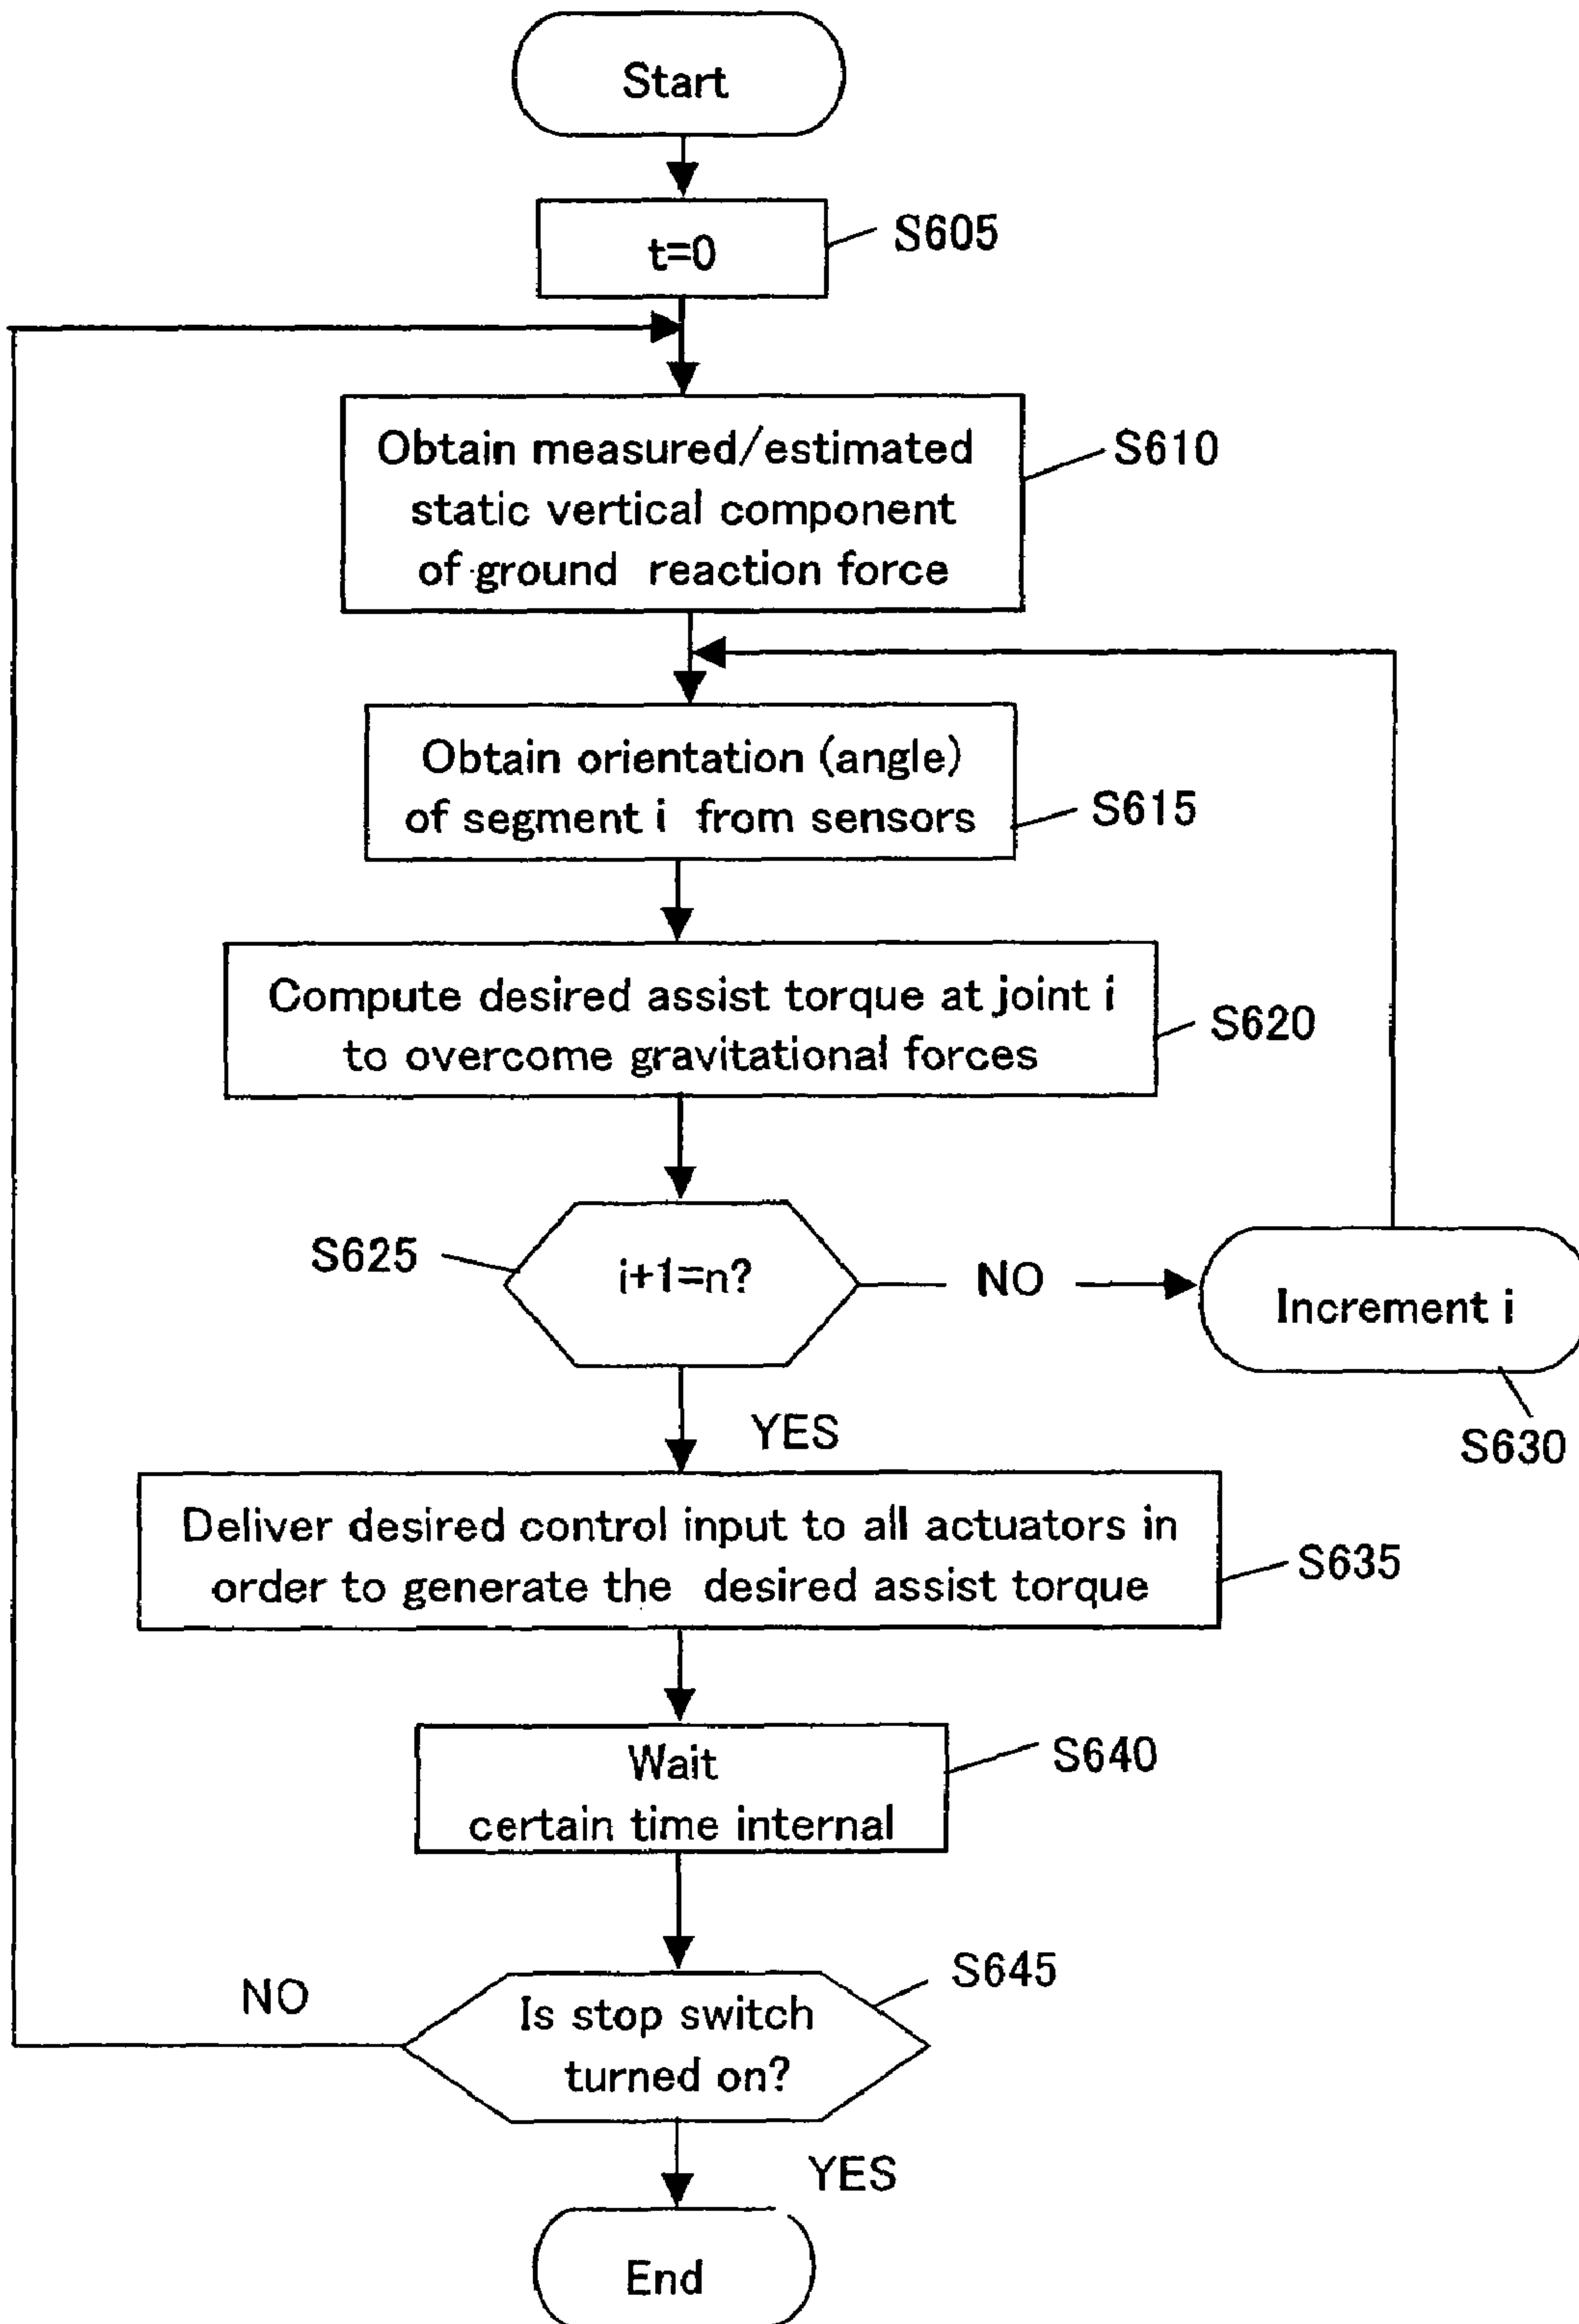 Start
t=0
S605
Obtain measured/estimated
static vertical component
of ground reaction force
S610
Obtain orientation (angle)
of segment i from sensors
S615
Compute desired assist torque at joint i
to overcome gravitational forces
S620
S625
i+1=n?
NO
Increment i
S630
YES
Deliver desired control input to all actuators in
order to generate the desired assist torque
S635
Wait
certain time internal
S640
S645
NO
Is stop switch
turned on?
YES
End